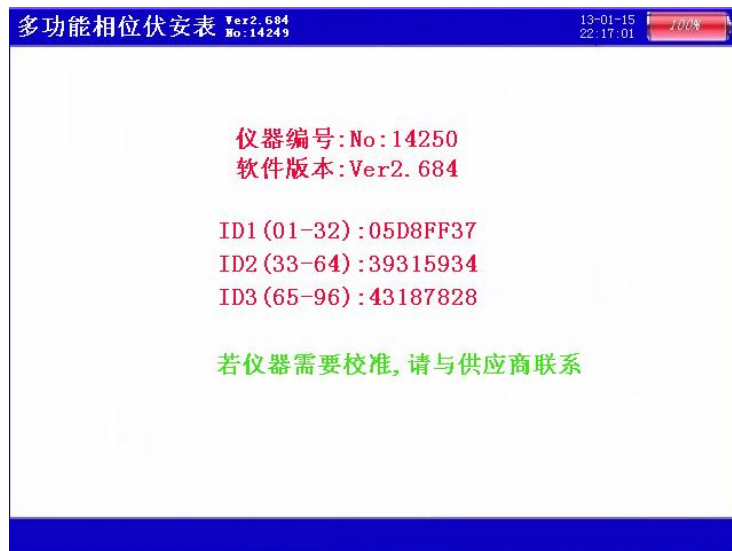 多功能相位伏安表 Ver2.684
No:14249
13-01-15
22:17:01
100%
仪器编号:No:14250
软件版本:Ver2.684
ID1(01-32):05D8FF37
ID2(33-64):39315934
ID3(65-96):43187828
若仪器需要校准,请与供应商联系